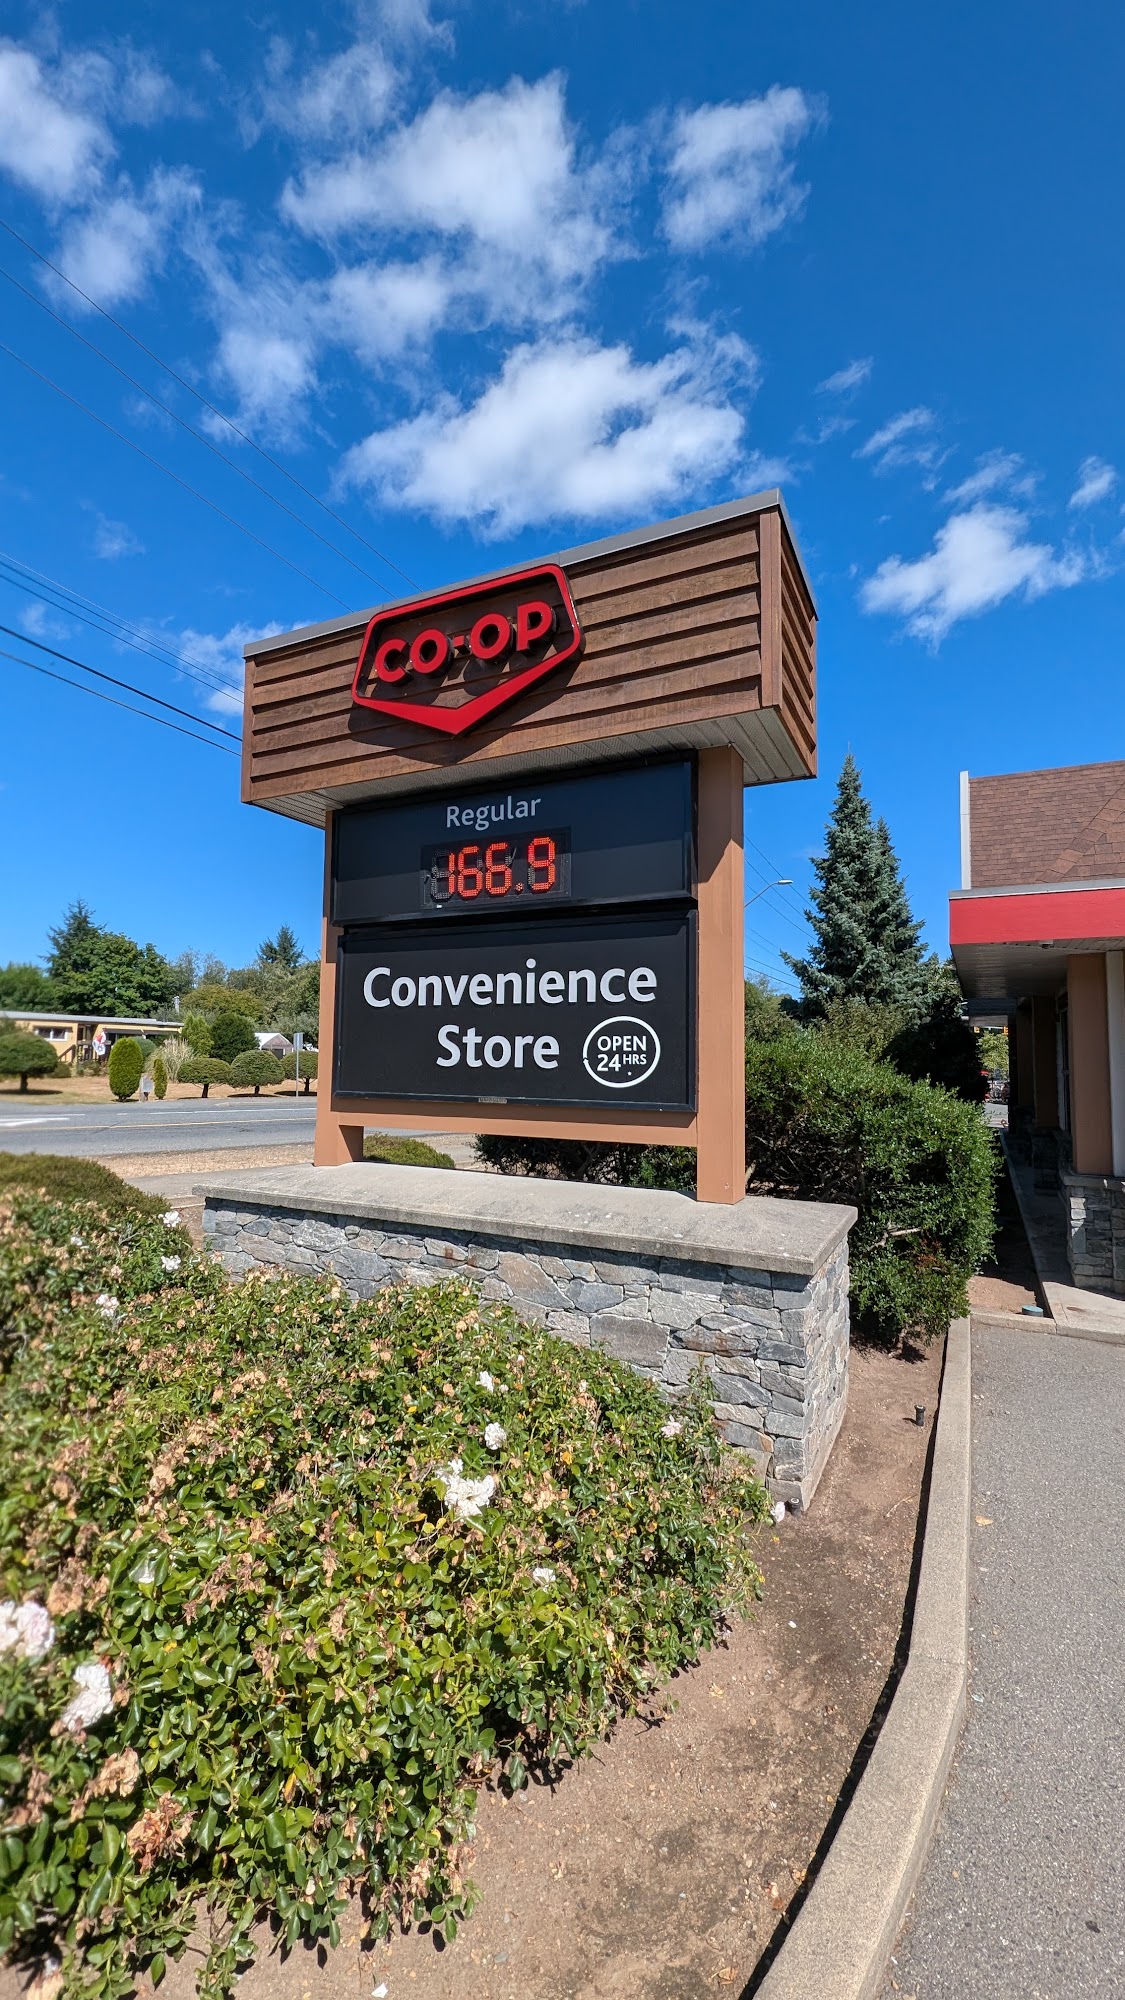 CO-OP
Regular
166.9
Convenience
Store
OPEN
24 HRS